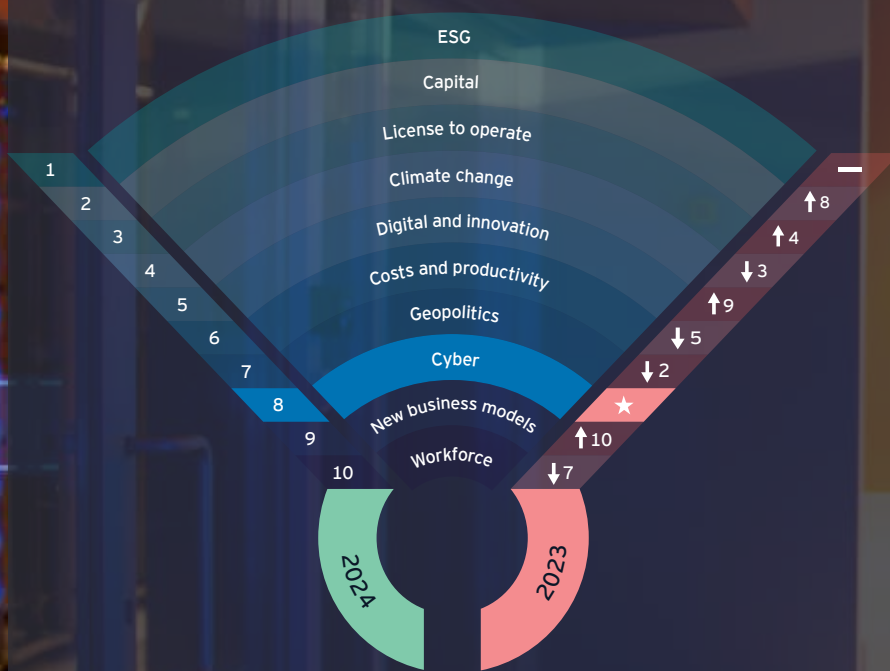 ESG
Capital
License to operate
Climate change
Digital and innovation
Costs and productivity
Geopolitics
Cyber
New business models
Workforce
1
2
3
4
5
6
7
8
9
10
8
4
3
9
5
2
10
7
2024
2023